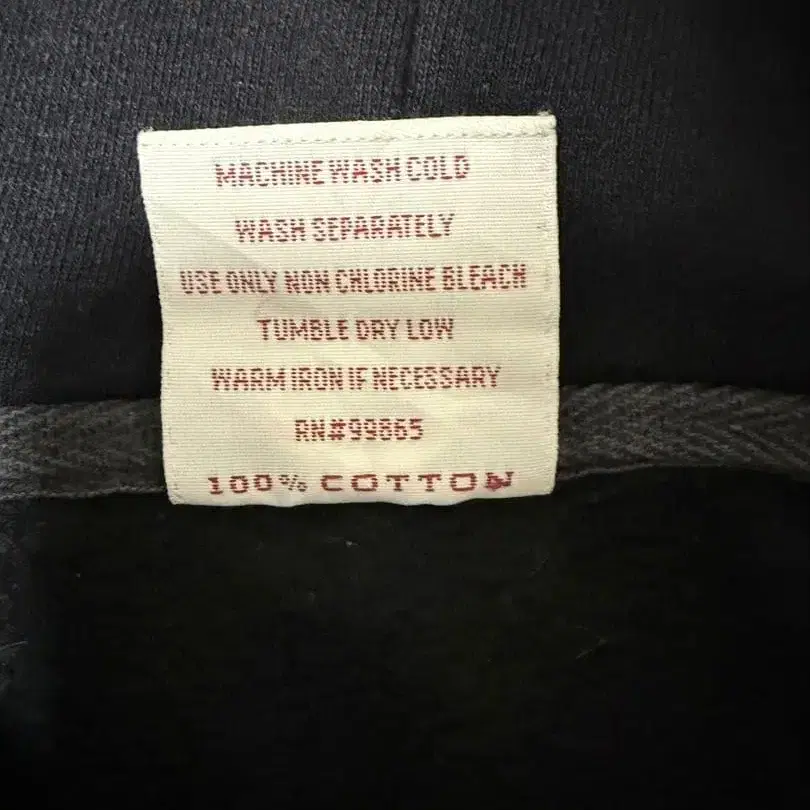 MACHINE WASH COLD
WASH SEPARATELY
USE ONLY NON CHLORINE BLEACH
TUMBLE DRY LOW
WARM IRON IF NECESSARY
RN#99865
100% COTTON